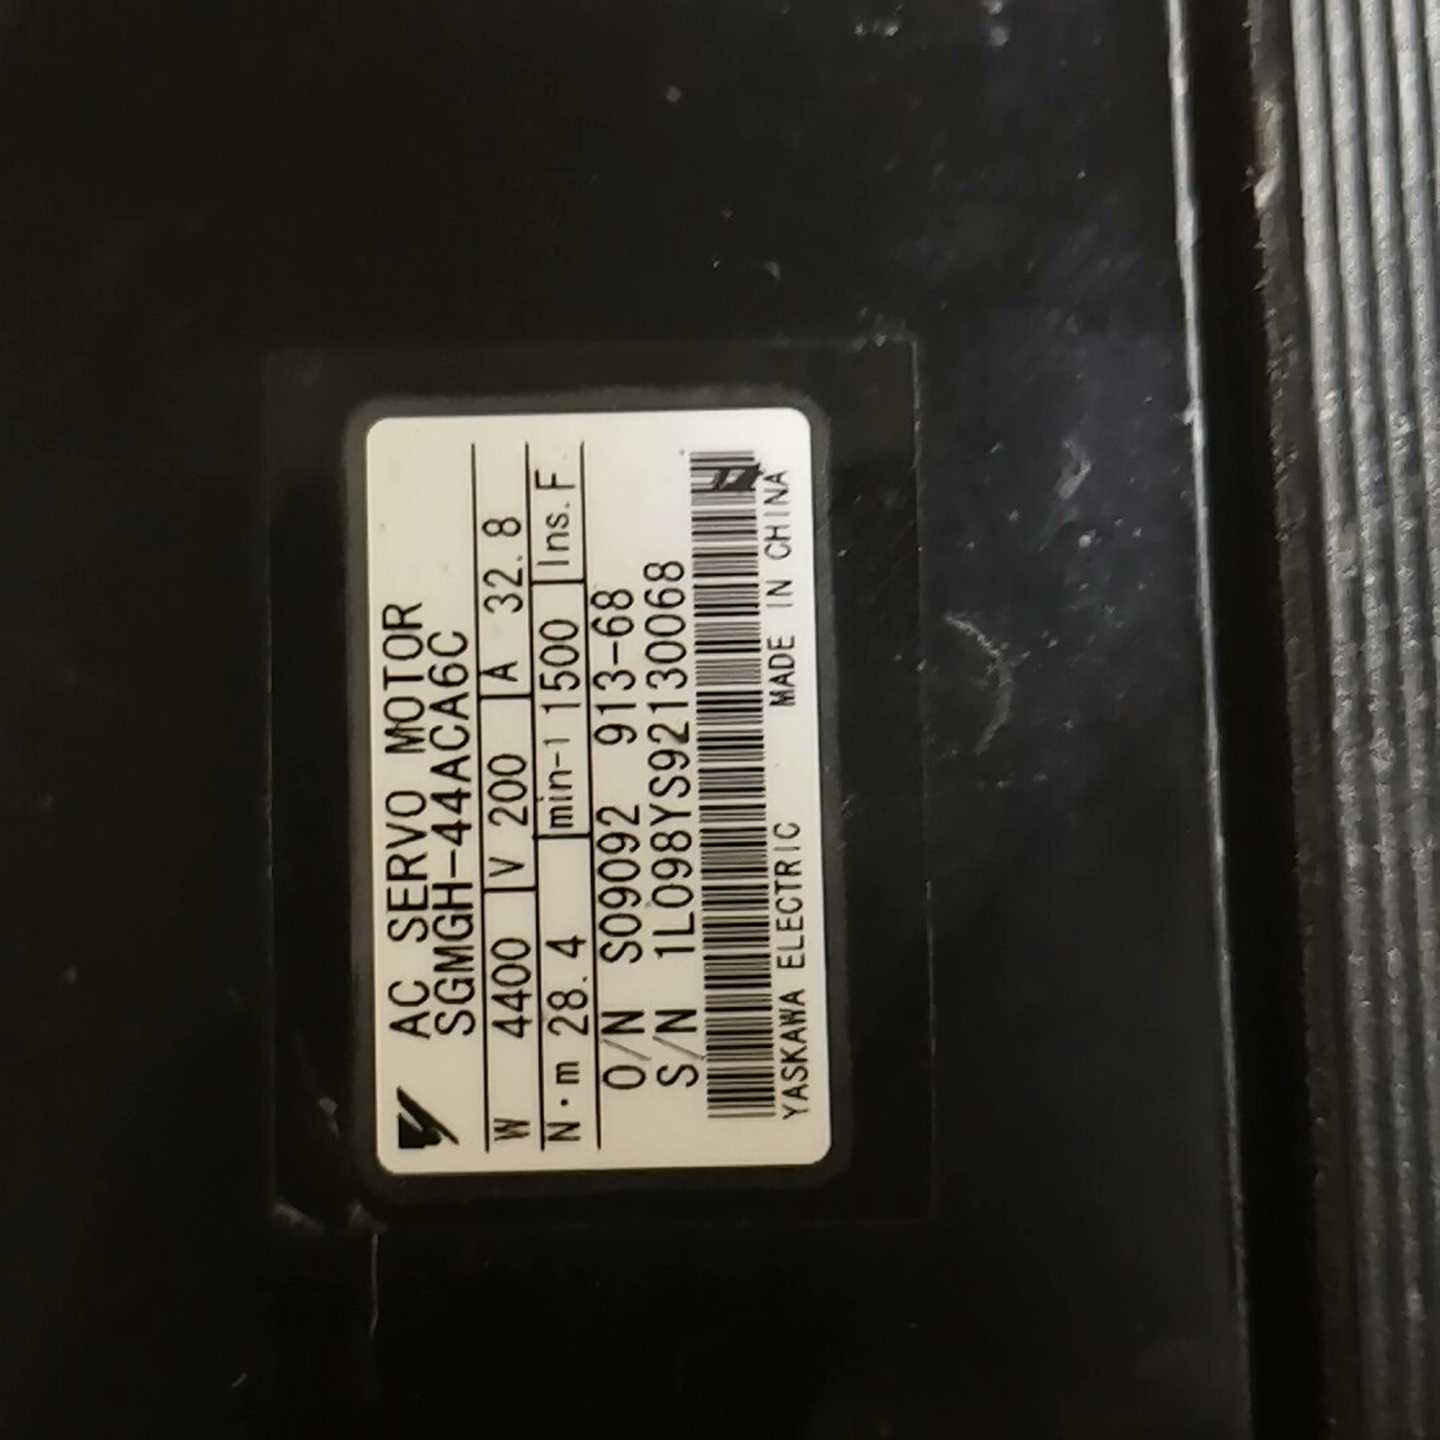 AC SERVO MOTOR
SGMGH-44ACA6C
W 4400 V 200 A 32.8
N·m 28.4 min-1 1500 Ins. F
O/N S09092 913-68
S/N 1L098YS92130068
YASKAWA ELECTRIC MADE IN CHINA